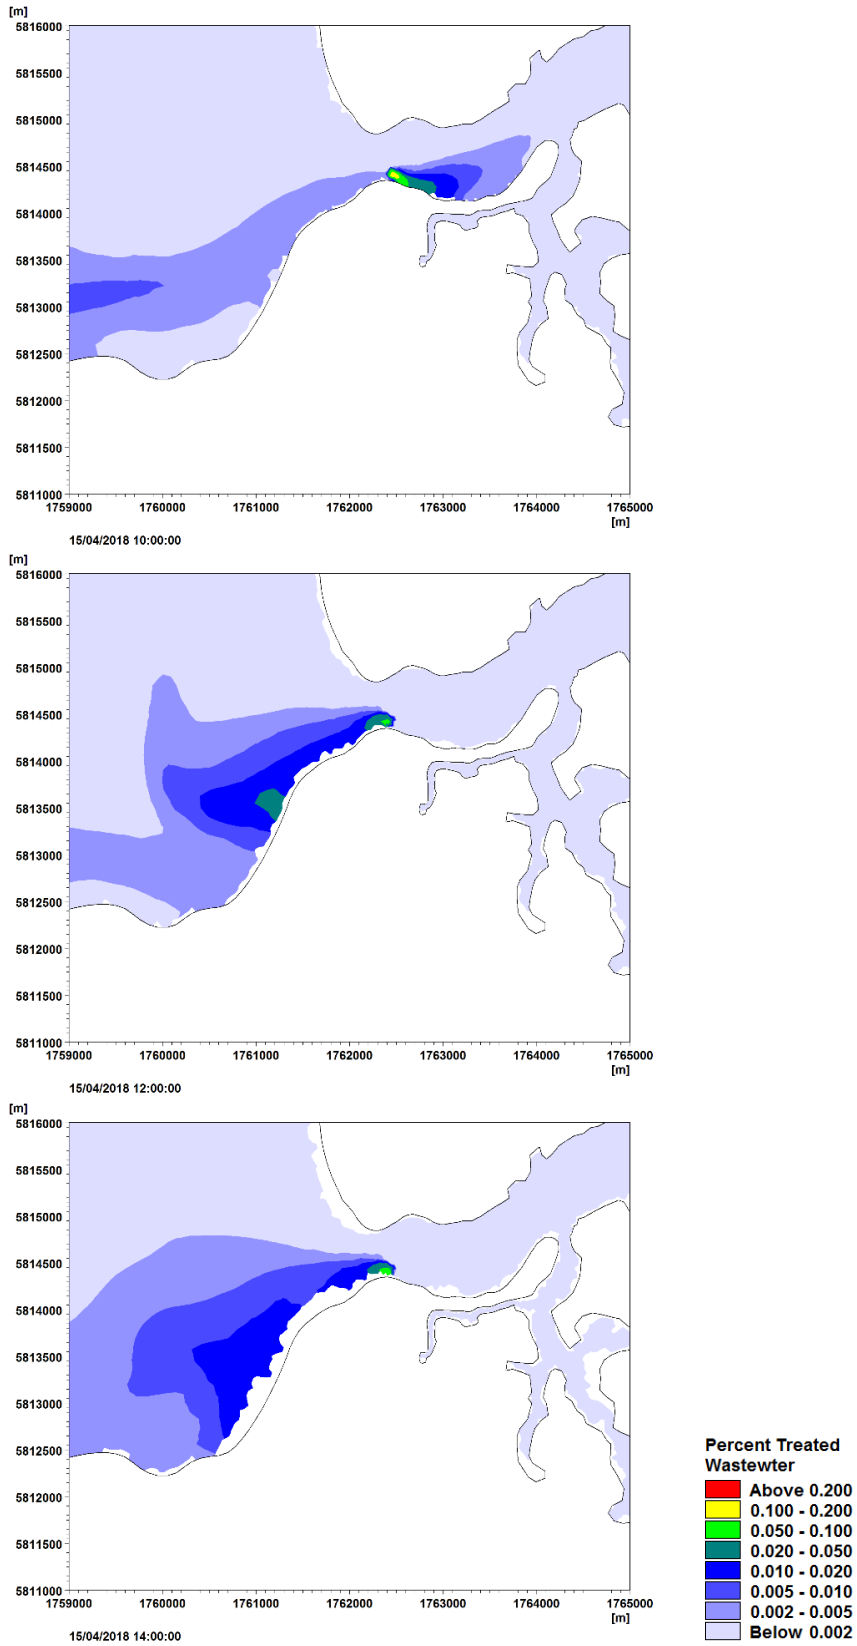 [m]
5816000
5815500
5815000
5814500
5814000
5813500
5813000
5812500
5812000
5811500
5811000
1759000 1760000 1761000 1762000 1763000 1764000 1765000
[m]
15/04/2018 10:00:00
[m]
5816000
5815500
5815000
5814500
5814000
5813500
5813000
5812500
5812000
5811500
5811000
1759000 1760000 1761000 1762000 1763000 1764000 1765000
[m]
15/04/2018 12:00:00
[m]
5816000
5815500
5815000
5814500
5814000
5813500
5813000
5812500
5812000
5811500
5811000
1759000 1760000 1761000 1762000 1763000 1764000 1765000
[m]
15/04/2018 14:00:00
Percent Treated
Wastewter
Above 0.200
0.100 - 0.200
0.050 - 0.100
0.020 - 0.050
0.010 - 0.020
0.005 - 0.010
0.002 - 0.005
Below 0.002